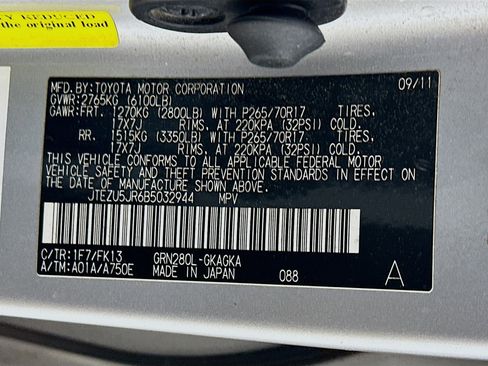 EY REDUCED
the original load
MFD.BY:TOYOTA MOTOR CORPORATION 09/11
GVWR:2765KG (6100LB)
GAWR:FRT. 1270KG (2800LB) WITH P265/70R17 TIRES,
17X7J RIMS, AT 220KPA (32PSI) COLD.
RR. 1515KG (3350LB) WITH P265/70R17 TIRES,
17X7J RIMS, AT 220KPA (32PSI) COLD.
THIS VEHICLE CONFORMS TO ALL APPLICABLE FEDERAL MOTOR
VEHICLE SAFETY AND THEFT PREVENTION STANDARDS IN EFFECT ON
THE DATE OF MANUFACTURE SHOWN ABOVE.
JTEZU5JR6B5032944 MPV
C/TR:1F7/FK13 GRN280L-GKAGKA
A/TM:A01A/A750E MADE IN JAPAN 088 A